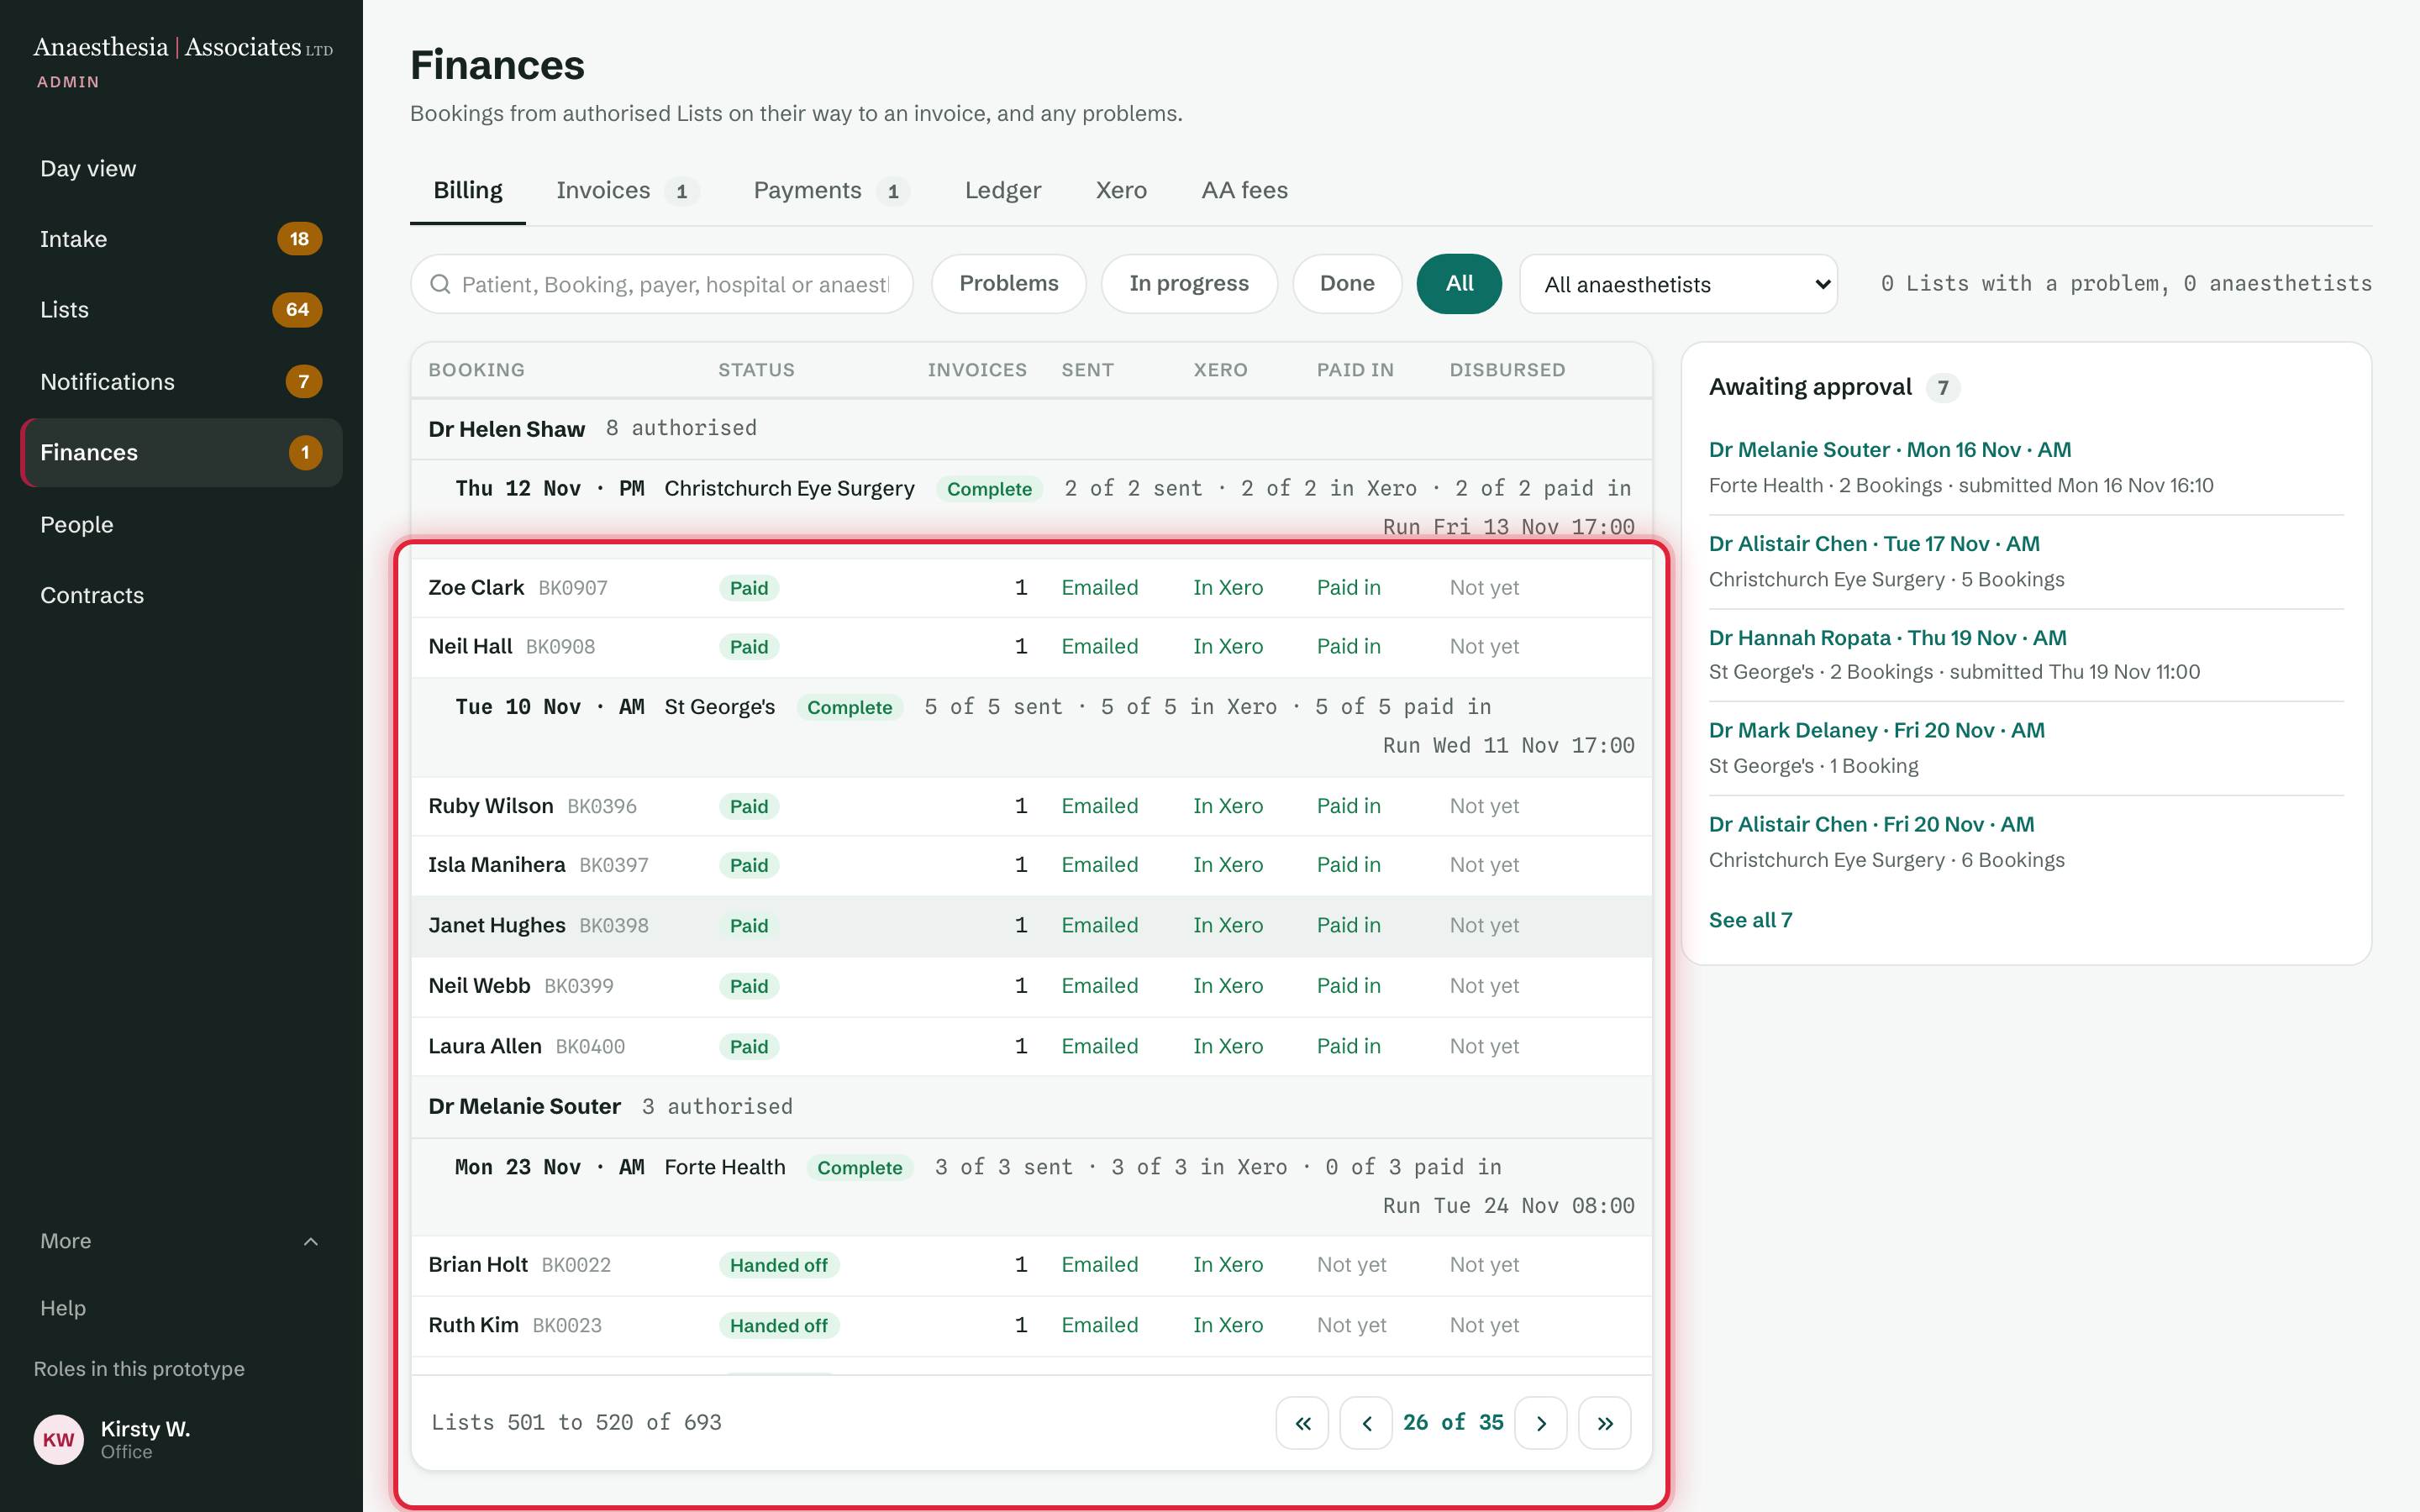 Anaesthesia | Associates LTD
ADMIN
Day view
Intake 18
Lists 64
Notifications 7
Finances 1
People
Contracts
More
Help
Roles in this prototype
KW
Kirsty W.
Office
Finances
Bookings from authorised Lists on their way to an invoice, and any problems.
Billing Invoices 1 Payments 1 Ledger Xero AA fees
Patient, Booking, payer, hospital or anaest Problems In progress Done All All anaesthetists 0 Lists with a problem, 0 anaesthetists
BOOKING STATUS INVOICES SENT XERO PAID IN DISBURSED
Dr Helen Shaw 8 authorised
Thu 12 Nov · PM Christchurch Eye Surgery Complete 2 of 2 sent · 2 of 2 in Xero · 2 of 2 paid in
Run Fri 13 Nov 17:00
Zoe Clark BK0907 Paid 1 Emailed In Xero Paid in Not yet
Neil Hall BK0908 Paid 1 Emailed In Xero Paid in Not yet
Tue 10 Nov · AM St George's Complete 5 of 5 sent · 5 of 5 in Xero · 5 of 5 paid in
Run Wed 11 Nov 17:00
Ruby Wilson BK0396 Paid 1 Emailed In Xero Paid in Not yet
Isla Manihera BK0397 Paid 1 Emailed In Xero Paid in Not yet
Janet Hughes BK0398 Paid 1 Emailed In Xero Paid in Not yet
Neil Webb BK0399 Paid 1 Emailed In Xero Paid in Not yet
Laura Allen BK0400 Paid 1 Emailed In Xero Paid in Not yet
Dr Melanie Souter 3 authorised
Mon 23 Nov · AM Forte Health Complete 3 of 3 sent · 3 of 3 in Xero · 0 of 3 paid in
Run Tue 24 Nov 08:00
Brian Holt BK0022 Handed off 1 Emailed In Xero Not yet Not yet
Ruth Kim BK0023 Handed off 1 Emailed In Xero Not yet Not yet
Lists 501 to 520 of 693 « ‹ 26 of 35 › »
Awaiting approval 7
Dr Melanie Souter · Mon 16 Nov · AM
Forte Health · 2 Bookings · submitted Mon 16 Nov 16:10
Dr Alistair Chen · Tue 17 Nov · AM
Christchurch Eye Surgery · 5 Bookings
Dr Hannah Ropata · Thu 19 Nov · AM
St George's · 2 Bookings · submitted Thu 19 Nov 11:00
Dr Mark Delaney · Fri 20 Nov · AM
St George's · 1 Booking
Dr Alistair Chen · Fri 20 Nov · AM
Christchurch Eye Surgery · 6 Bookings
See all 7